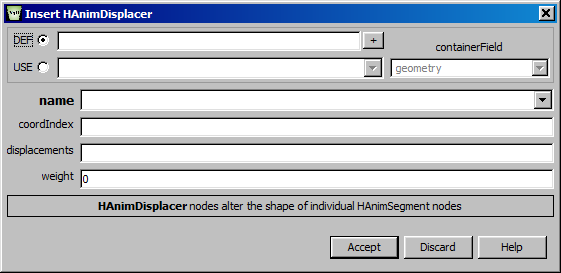 Insert HAnimDisplacer
DEF +
containerField
USE geometry
name
coordIndex
displacements
weight 0
HAnimDisplacer nodes alter the shape of individual HAnimSegment nodes
Accept Discard Help